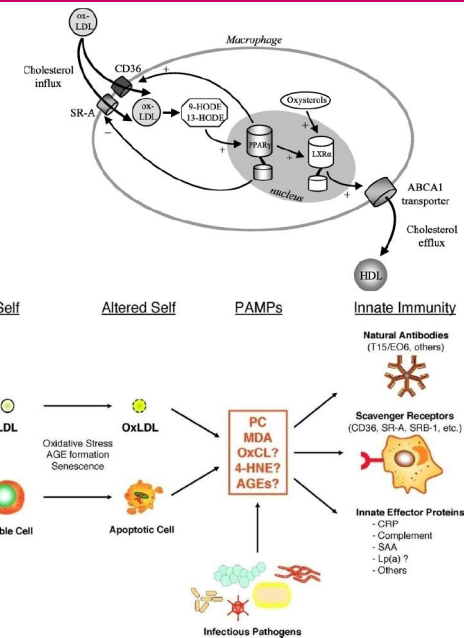 ox-
LDL
Macrophage
CD36
+
Cholesterol
influx
SR-A
ox-
LDL
9-HODE
13-HODE
Oxysterols
+
+
PPARγ
+
LXRα
–
nucleus
+
ABCA1
transporter
Cholesterol
efflux
HDL
Self
Altered Self
PAMPs
Innate Immunity
Natural Antibodies
(T15/EO6, others)
LDL
OxLDL
Oxidative Stress
AGE formation
Senescence
PC
MDA
OxCL?
4-HNE?
AGEs?
Scavenger Receptors
(CD36, SR-A, SRB-1, etc.)
ble Cell
Apoptotic Cell
Innate Effector Proteins
- CRP
- Complement
- SAA
- Lp(a) ?
- Others
Infectious Pathogens